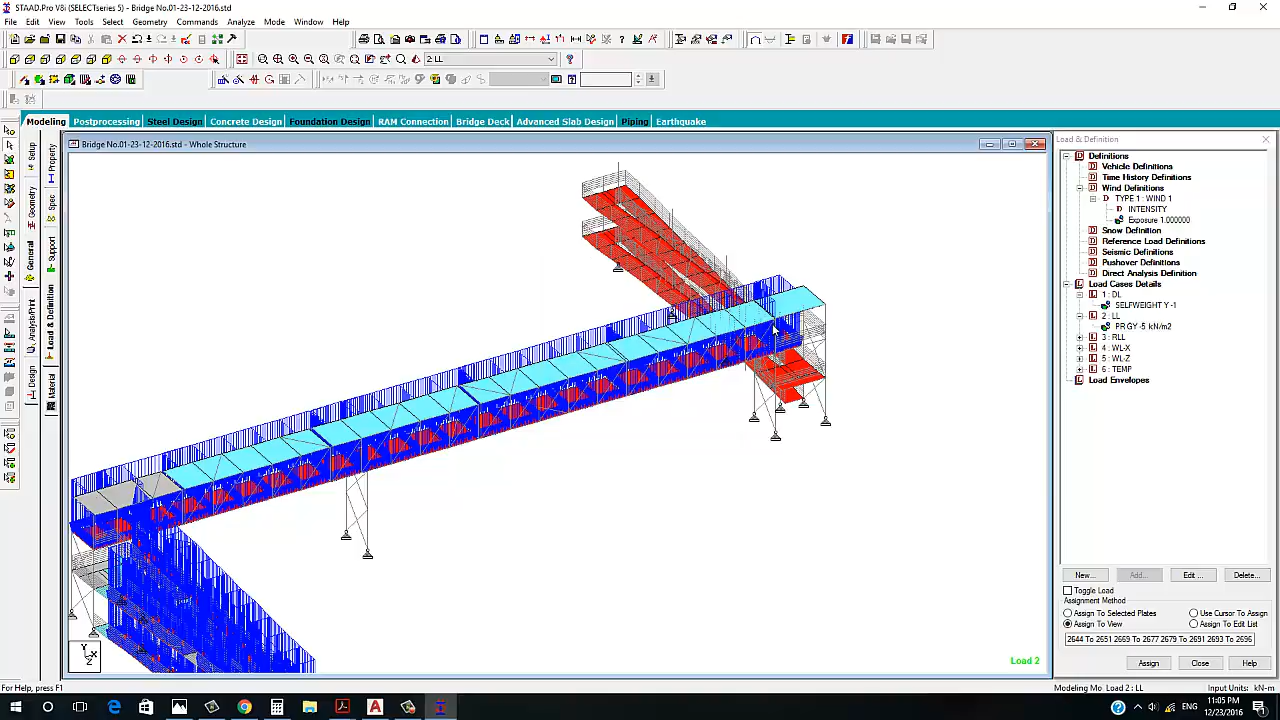 STAAD.Pro V8i (SELECTseries 5) - Bridge No.01-23-12-2016.std
File Edit View Tools Select Geometry Commands Analyze Mode Window Help
2: LL
Modeling Postprocessing Steel Design Concrete Design Foundation Design RAM Connection Bridge Deck Advanced Slab Design Piping Earthquake
Setup
Geometry
General
Analysis/Print
Design
Property
Spec
Support
Load & Definition
Material
Bridge No.01-23-12-2016.std - Whole Structure
Load 2
Y
X
Z
Load & Definition
Definitions
Vehicle Definitions
Time History Definitions
Wind Definitions
TYPE 1 : WIND 1
INTENSITY
Exposure 1.000000
Snow Definition
Reference Load Definitions
Seismic Definitions
Pushover Definitions
Direct Analysis Definition
Load Cases Details
1 : DL
SELFWEIGHT Y -1
2 : LL
PR GY -5 kN/m2
3 : RLL
4 : WL-X
5 : WL-Z
6 : TEMP
Load Envelopes
New... Add... Edit ... Delete...
Toggle Load
Assignment Method
Assign To Selected Plates Use Cursor To Assign
Assign To View Assign To Edit List
2644 To 2651 2669 To 2677 2679 To 2691 2693 To 2696
Assign Close Help
For Help, press F1
Modeling Mo Load 2 : LL Input Units: kN-m
ENG
11:05 PM
12/23/2016